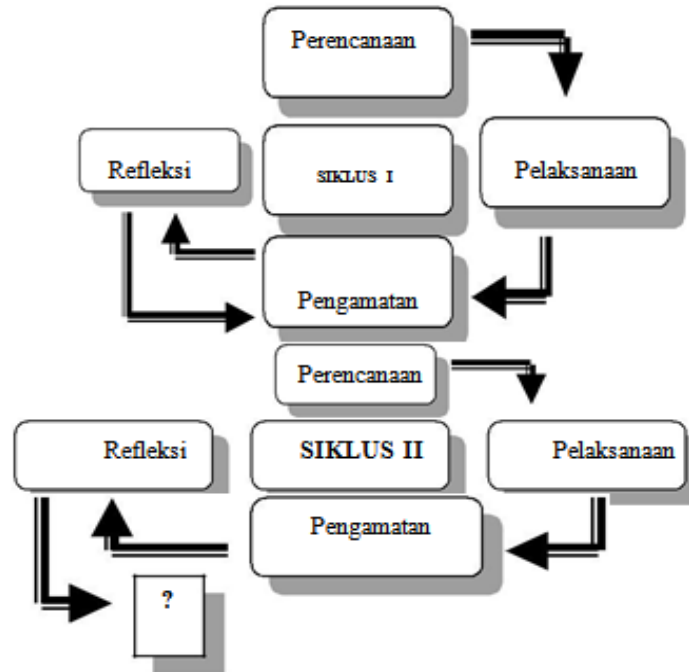 Perencanaan
Refleksi
SIKLUS I
Pelaksanaan
Pengamatan
Perencanaan
Refleksi
SIKLUS II
Pelaksanaan
Pengamatan
?